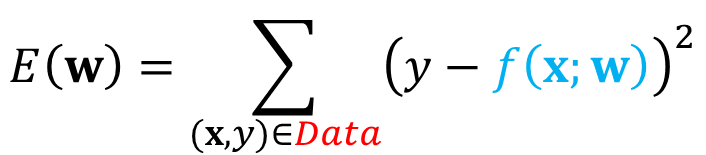 E(w) = ∑ (y − f(x; w))²
(x,y)∈Data